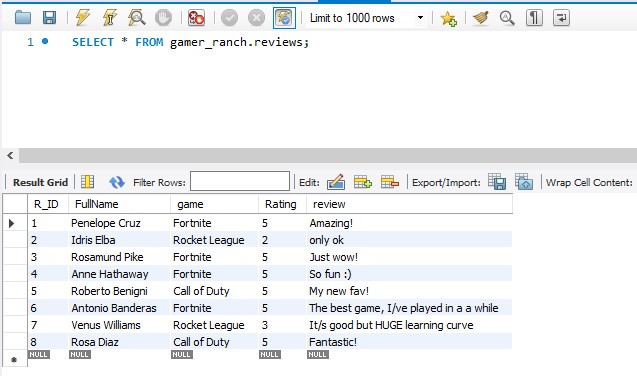 Limit to 1000 rows
1 SELECT * FROM gamer_ranch.reviews;
Result Grid Filter Rows: Edit: Export/Import: Wrap Cell Content:
R_ID FullName game Rating review
1 Penelope Cruz Fortnite 5 Amazing!
2 Idris Elba Rocket League 2 only ok
3 Rosamund Pike Fortnite 5 Just wow!
4 Anne Hathaway Fortnite 5 So fun :)
5 Roberto Benigni Call of Duty 5 My new fav!
6 Antonio Banderas Fortnite 5 The best game, I/ve played in a a while
7 Venus Williams Rocket League 3 It/s good but HUGE learning curve
8 Rosa Diaz Call of Duty 5 Fantastic!
NULL NULL NULL NULL NULL